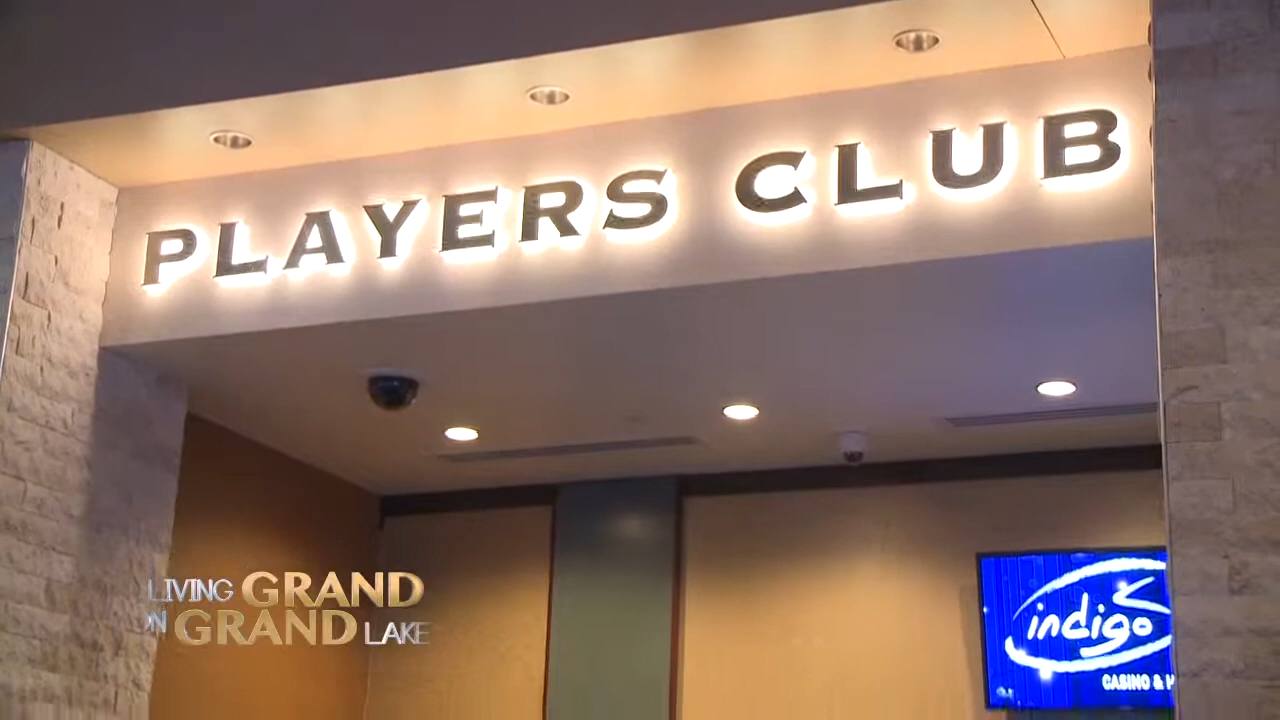 PLAYERS CLUB
indigo
CASINO &
LIVING GRAND
ON GRAND LAKE